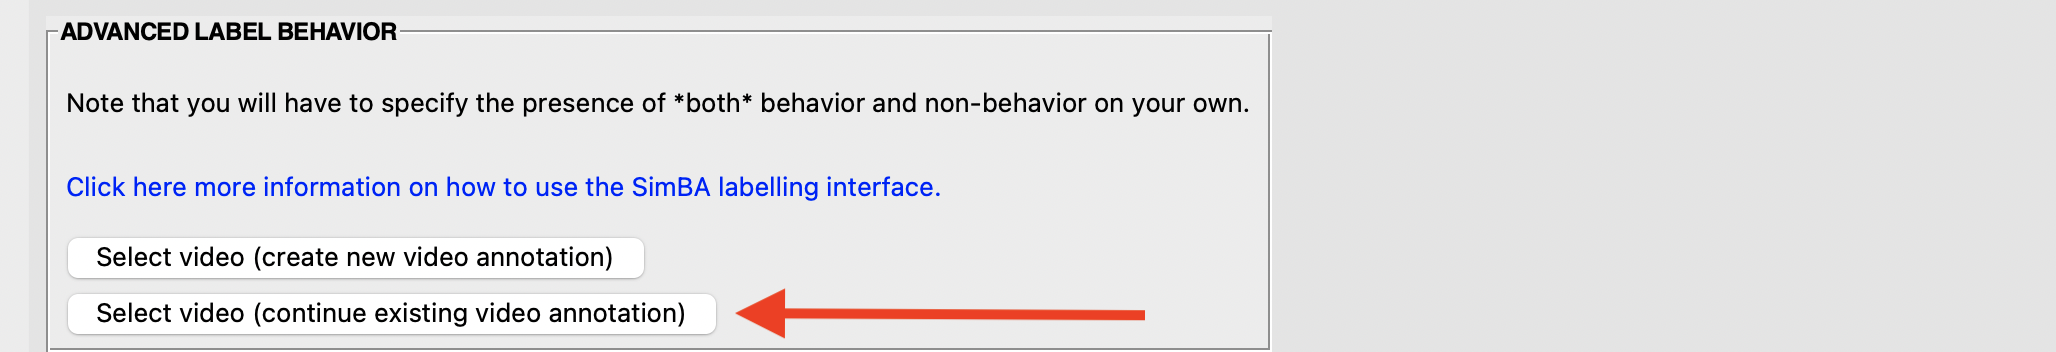 ADVANCED LABEL BEHAVIOR
Note that you will have to specify the presence of *both* behavior and non-behavior on your own.
Click here more information on how to use the SimBA labelling interface.
Select video (create new video annotation)
Select video (continue existing video annotation)